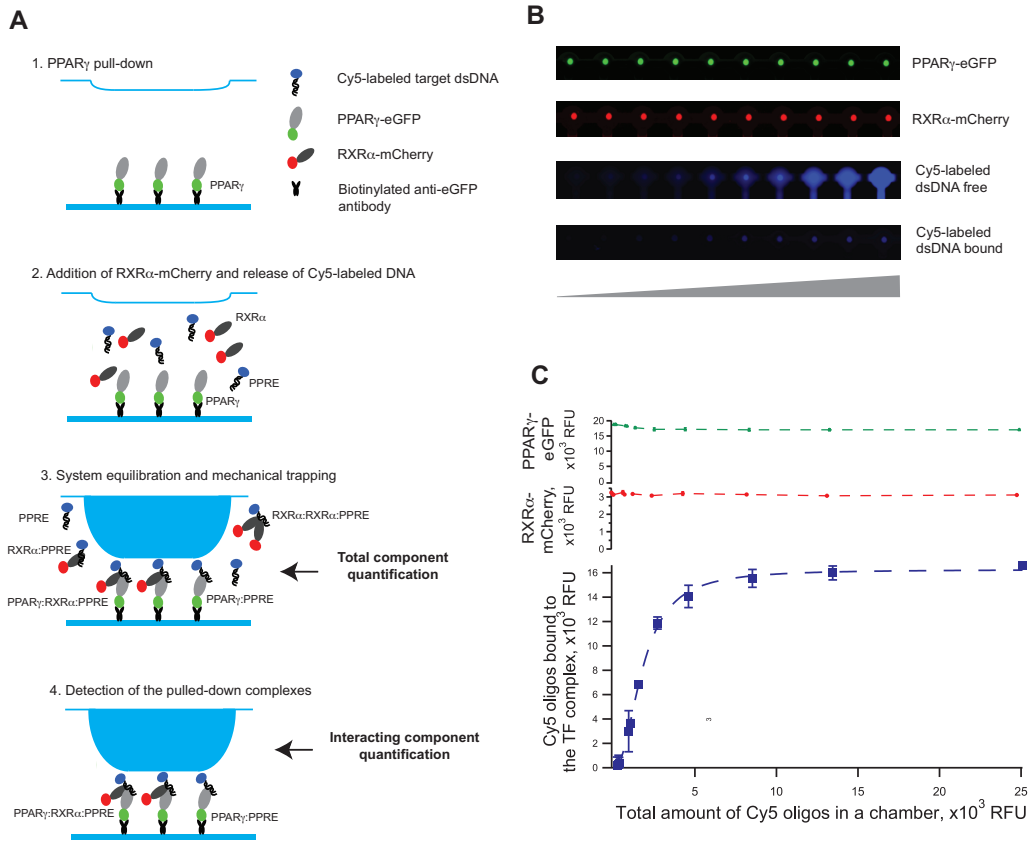 A
1. PPARγ pull-down
Cy5-labeled target dsDNA
PPARγ-eGFP
RXRα-mCherry
Biotinylated anti-eGFP
antibody
PPARγ
2. Addition of RXRα-mCherry and release of Cy5-labeled DNA
RXRα
PPRE
PPARγ
3. System equilibration and mechanical trapping
PPRE
RXRα:RXRα:PPRE
RXRα:PPRE
PPARγ:RXRα:PPRE
PPARγ:PPRE
Total component
quantification
4. Detection of the pulled-down complexes
Interacting component
quantification
PPARγ:RXRα:PPRE
PPARγ:PPRE
B
PPARγ-eGFP
RXRα-mCherry
Cy5-labeled
dsDNA free
Cy5-labeled
dsDNA bound
C
PPARγ-
eGFP
x10³ RFU
20
15
10
5
0
RXRα-
mCherry,
x10³ RFU
3
2
1
0
Cy5 oligos bound to
the TF complex, x10³ RFU
16
14
12
10
8
6
4
2
0
3
0
5
10
15
20
25
Total amount of Cy5 oligos in a chamber, x10³ RFU